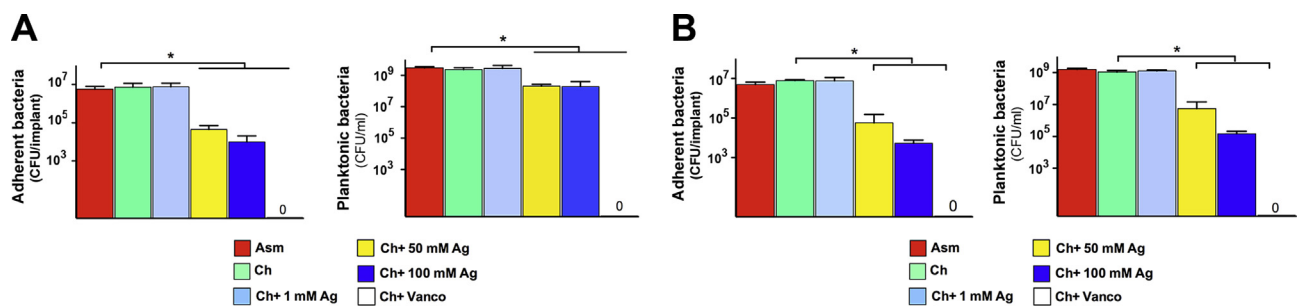 A
Adherent bacteria
(CFU/implant)
10⁷
10⁵
10³
*
0
Planktonic bacteria
(CFU/ml)
10⁹
10⁷
10⁵
10³
*
0
Asm
Ch
Ch+ 1 mM Ag
Ch+ 50 mM Ag
Ch+ 100 mM Ag
Ch+ Vanco
B
Adherent bacteria
(CFU/implant)
10⁷
10⁵
10³
*
0
Planktonic bacteria
(CFU/ml)
10⁹
10⁷
10⁵
10³
*
0
Asm
Ch
Ch+ 1 mM Ag
Ch+ 50 mM Ag
Ch+ 100 mM Ag
Ch+ Vanco